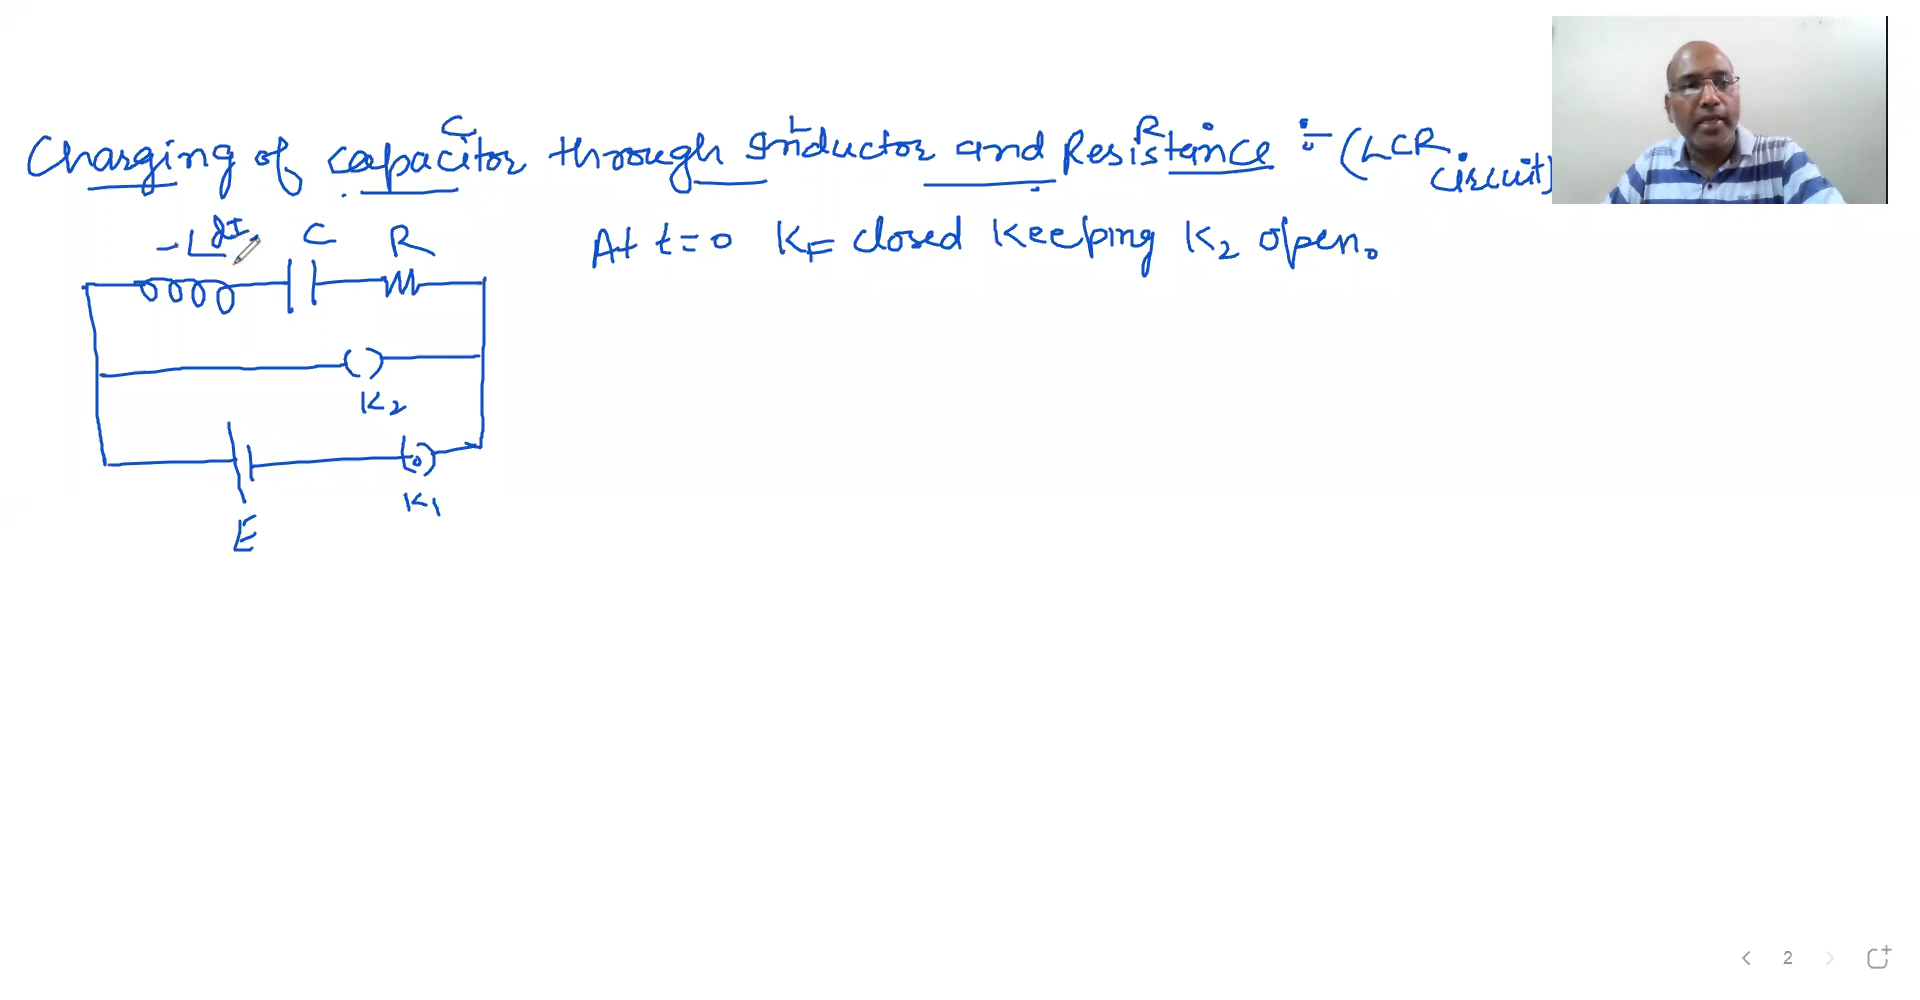 Charging of capacitor through Inductor and Resistance :- (LCR circuit)
C L R
At t=0 K₁ closed keeping K₂ open.
-L dI
C
R
K₂
K₁
E
2